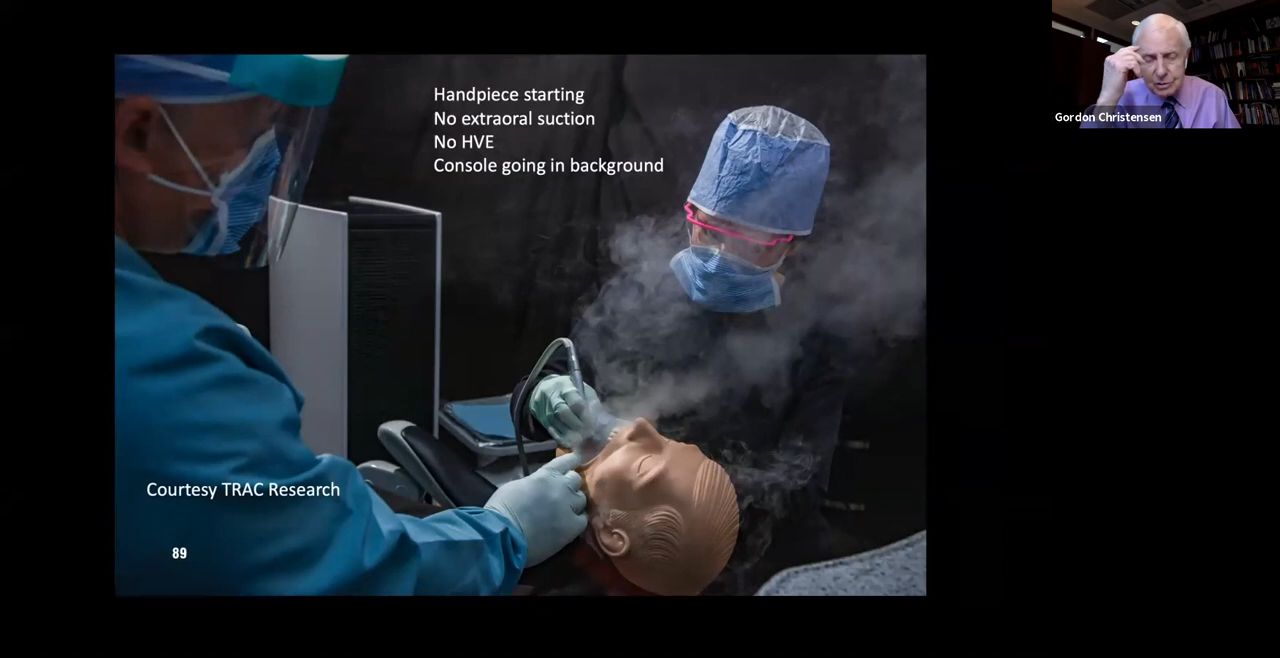 Handpiece starting
No extraoral suction
No HVE
Console going in background
Gordon Christensen
Courtesy TRAC Research
89